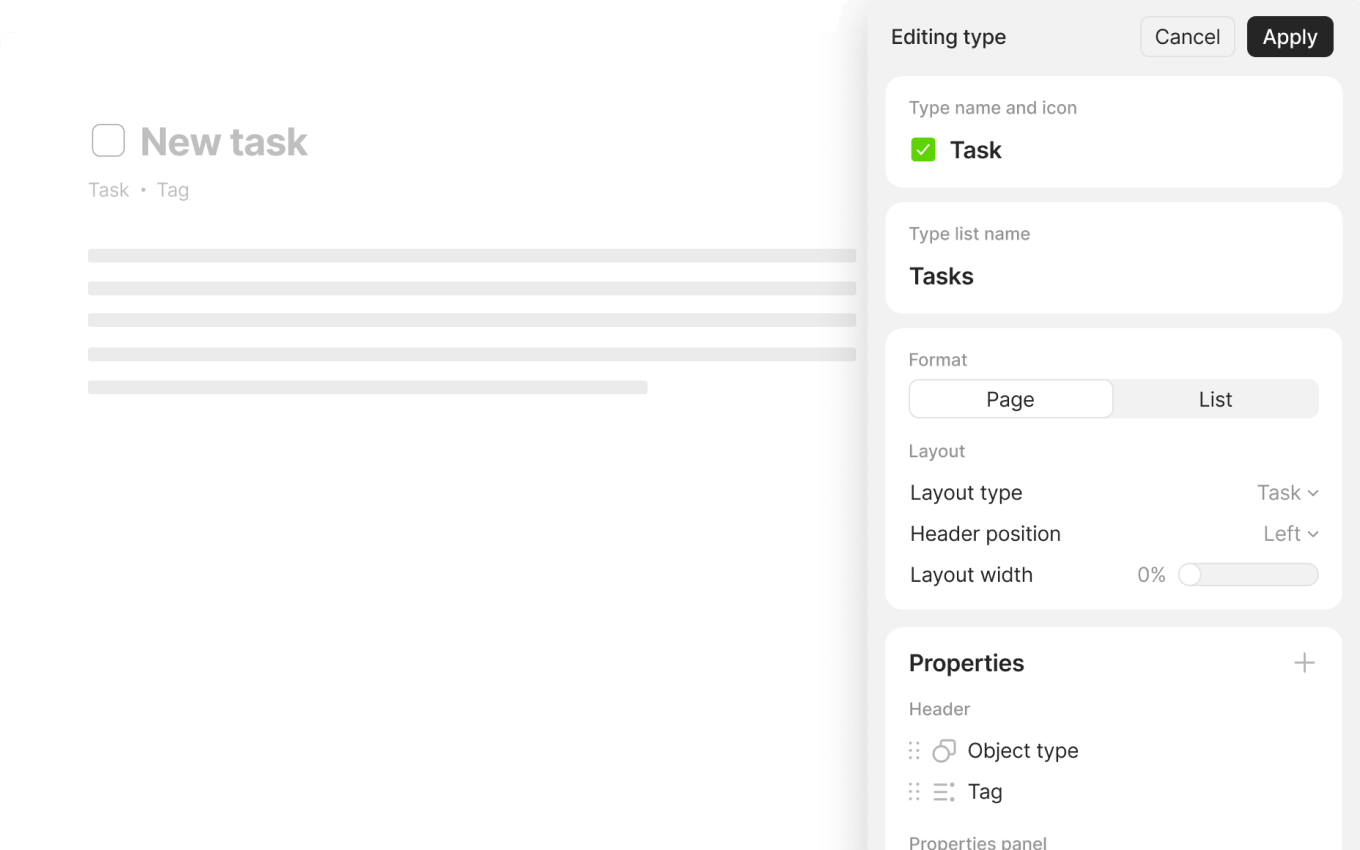 New task
Task • Tag
Editing type
Cancel
Apply
Type name and icon
Task
Type list name
Tasks
Format
Page
List
Layout
Layout type
Task
Header position
Left
Layout width
0%
Properties
Header
Object type
Tag
Properties panel